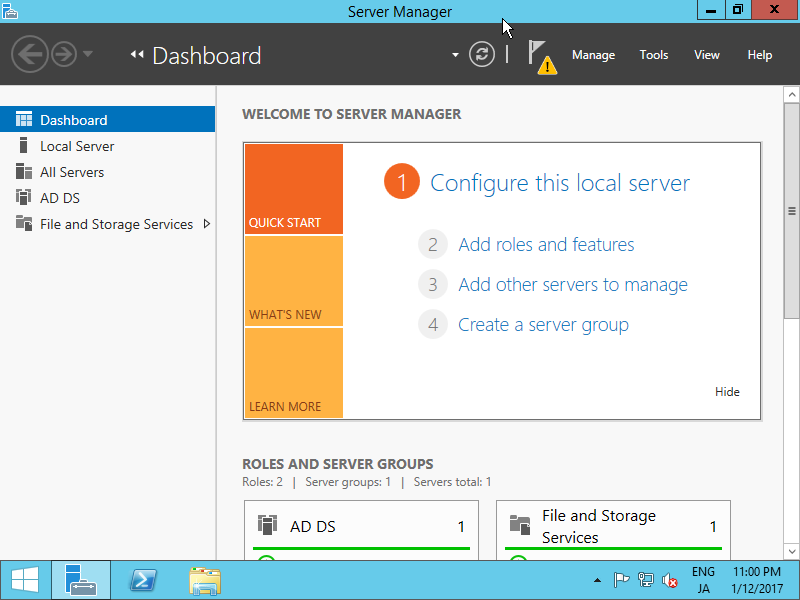 Server Manager
Dashboard
Manage Tools View Help
Dashboard
Local Server
All Servers
AD DS
File and Storage Services
WELCOME TO SERVER MANAGER
QUICK START
WHAT'S NEW
LEARN MORE
1 Configure this local server
2 Add roles and features
3 Add other servers to manage
4 Create a server group
Hide
ROLES AND SERVER GROUPS
Roles: 2 | Server groups: 1 | Servers total: 1
AD DS 1
File and Storage
Services 1
ENG
JA
11:00 PM
1/12/2017